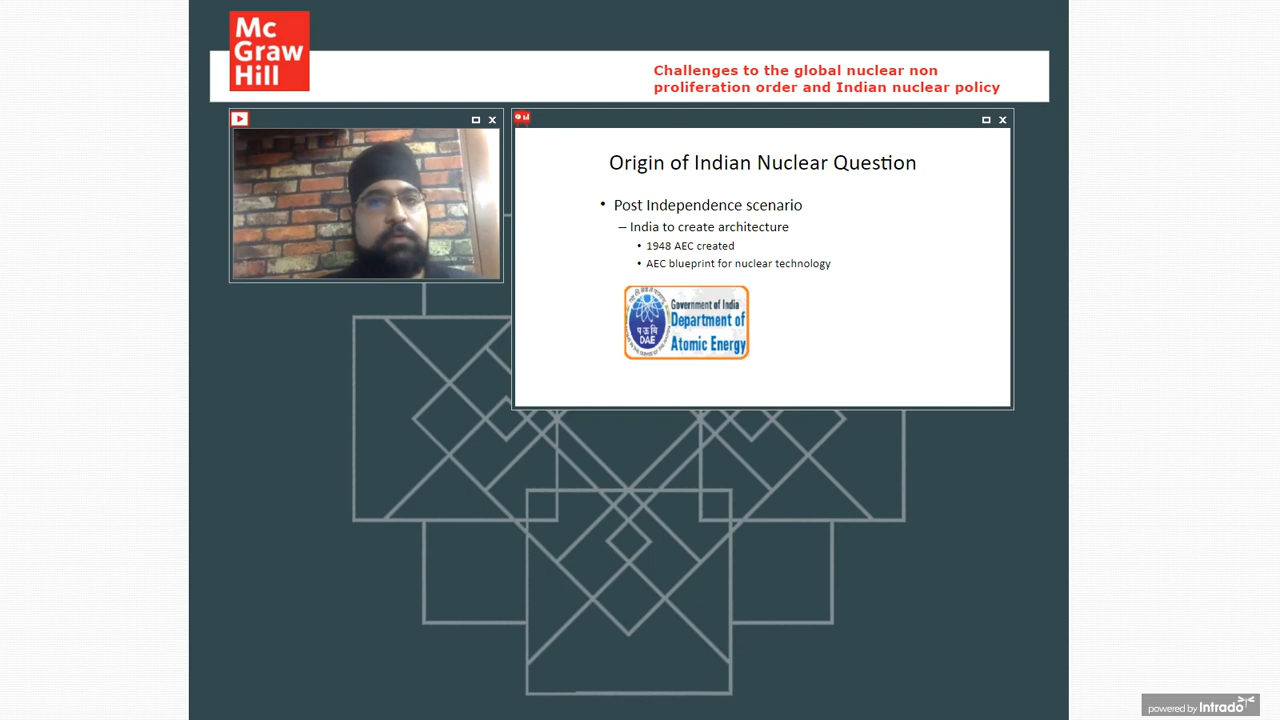 Mc
Graw
Hill
Challenges to the global nuclear non
proliferation order and Indian nuclear policy
Origin of Indian Nuclear Question
• Post Independence scenario
– India to create architecture
• 1948 AEC created
• AEC blueprint for nuclear technology
Government of India
Department of
Atomic Energy
प ऊ वि
DAE
powered by Intrado